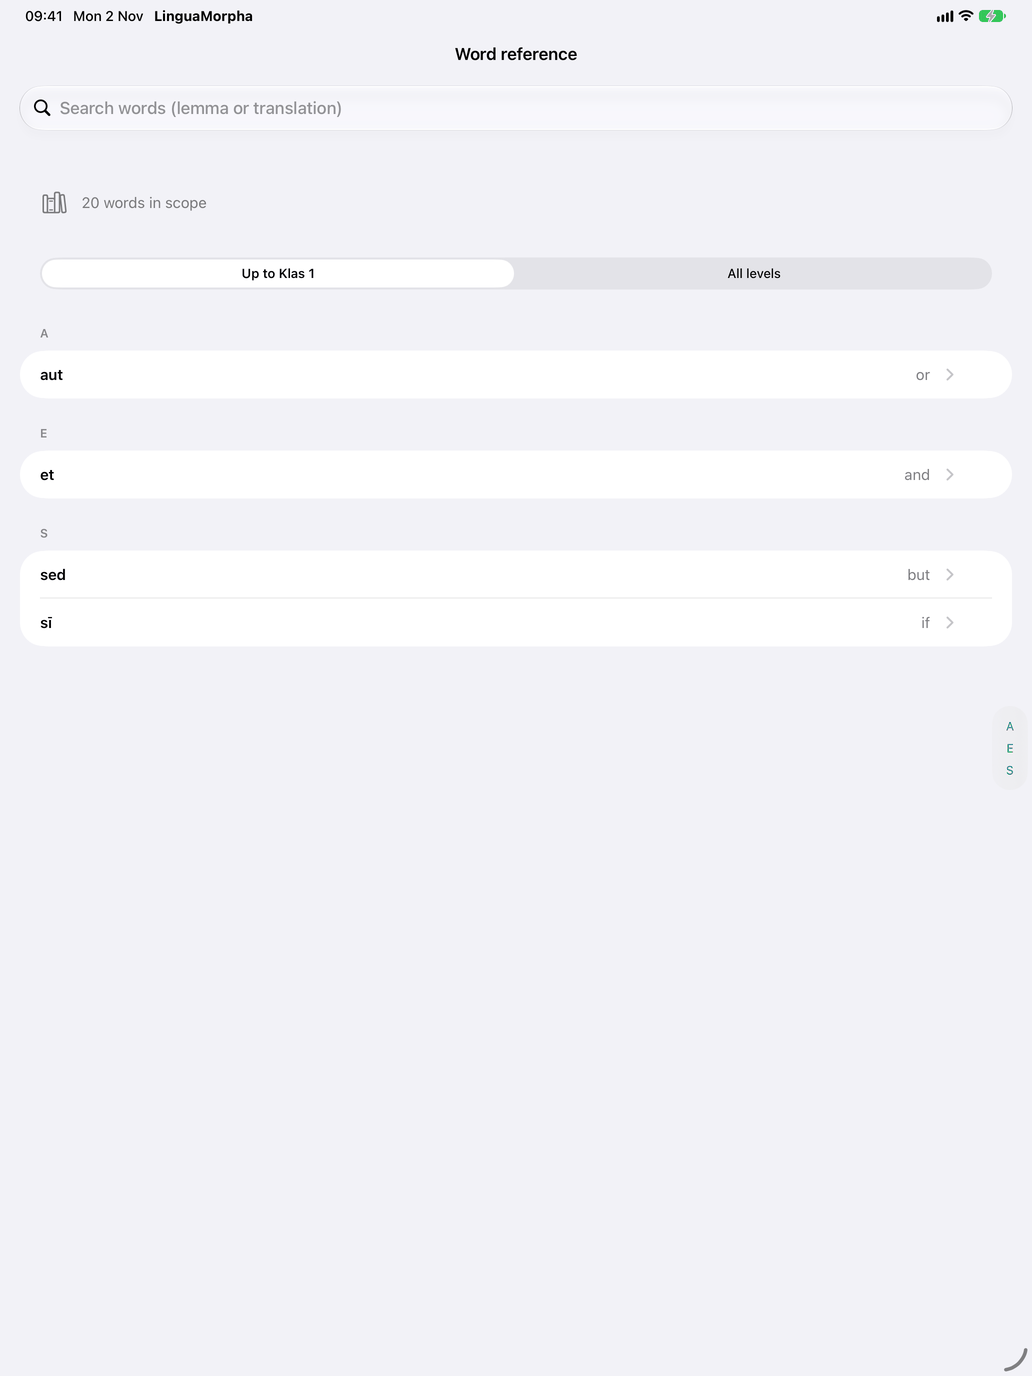 09:41 Mon 2 Nov LinguaMorpha
Word reference
Search words (lemma or translation)
20 words in scope
Up to Klas 1 All levels
A
aut or
E
et and
S
sed but
sī if
A
E
S